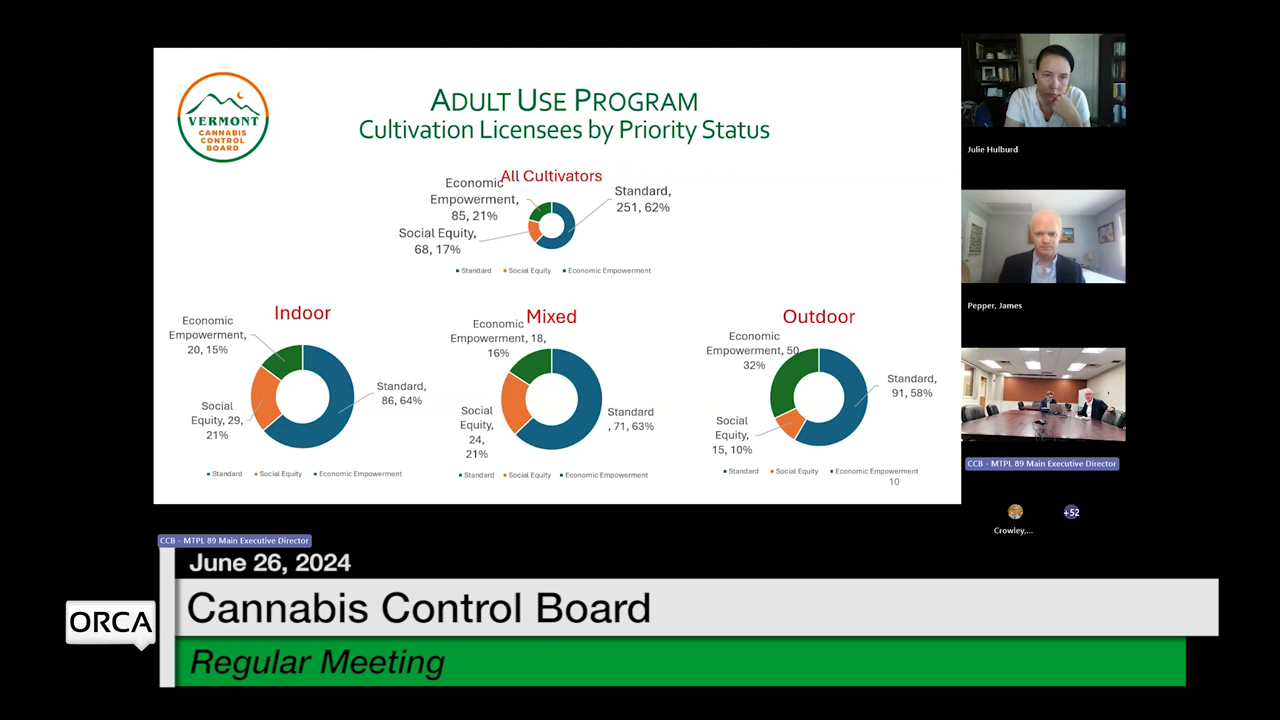 VERMONT
CANNABIS
CONTROL
BOARD
ADULT USE PROGRAM
Cultivation Licensees by Priority Status
All Cultivators
Economic
Empowerment,
85, 21%
Standard,
251, 62%
Social Equity,
68, 17%
Standard Social Equity Economic Empowerment
Indoor
Economic
Empowerment,
20, 15%
Standard,
86, 64%
Social
Equity, 29,
21%
Standard Social Equity Economic Empowerment
Mixed
Economic
Empowerment, 18,
16%
Standard
, 71, 63%
Social
Equity,
24,
21%
Standard Social Equity Economic Empowerment
Outdoor
Economic
Empowerment, 50,
32%
Standard,
91, 58%
Social
Equity,
15, 10%
Standard Social Equity Economic Empowerment
10
Julie Hulburd
Pepper, James
CCB - MTPL 89 Main Executive Director
Crowley,...
+52
CCB - MTPL 89 Main Executive Director
June 26, 2024
ORCA
Cannabis Control Board
Regular Meeting